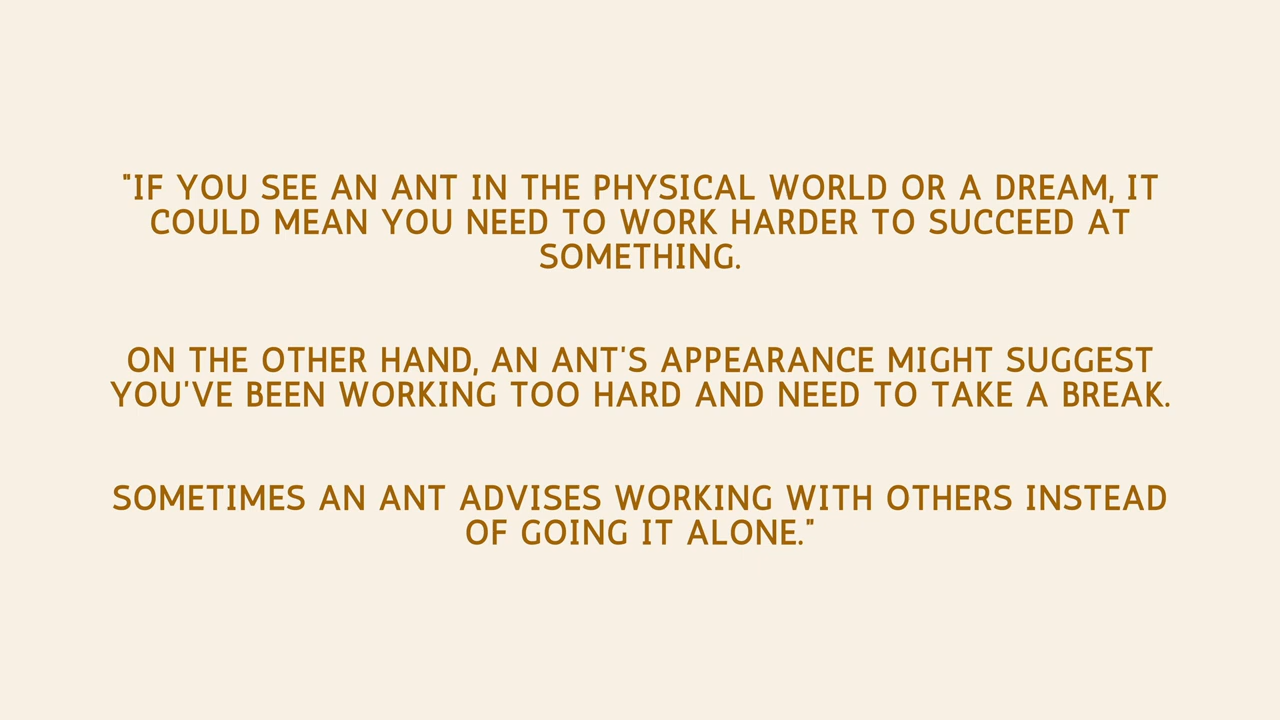 "IF YOU SEE AN ANT IN THE PHYSICAL WORLD OR A DREAM, IT
COULD MEAN YOU NEED TO WORK HARDER TO SUCCEED AT
SOMETHING.
ON THE OTHER HAND, AN ANT'S APPEARANCE MIGHT SUGGEST
YOU'VE BEEN WORKING TOO HARD AND NEED TO TAKE A BREAK.
SOMETIMES AN ANT ADVISES WORKING WITH OTHERS INSTEAD
OF GOING IT ALONE."